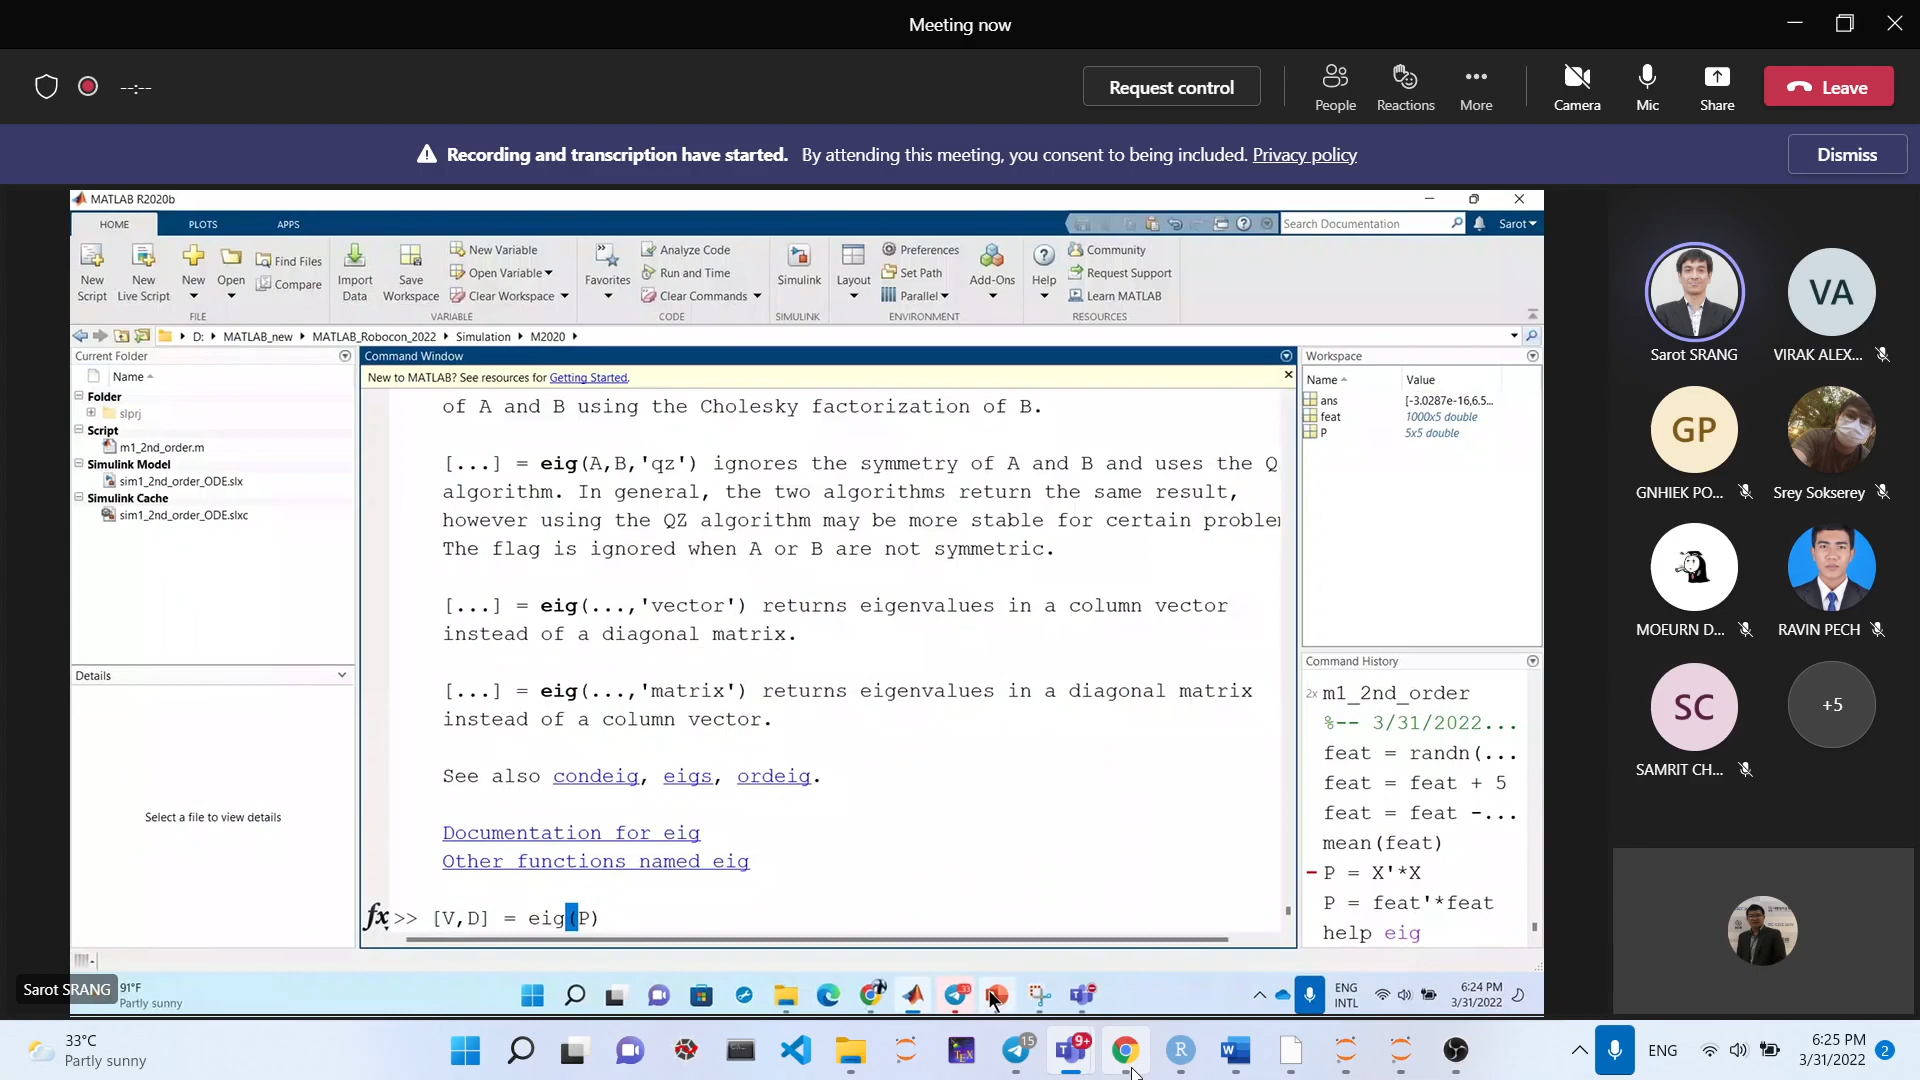 Meeting now
--:--
Request control
People
Reactions
More
Camera
Mic
Share
Leave
Recording and transcription have started. By attending this meeting, you consent to being included. Privacy policy
Dismiss
MATLAB R2020b
HOME
PLOTS
APPS
Search Documentation
Sarot
New Script
New Live Script
New
Open
Find Files
Compare
FILE
Import Data
Save Workspace
New Variable
Open Variable
Clear Workspace
VARIABLE
Favorites
Analyze Code
Run and Time
Clear Commands
CODE
Simulink
SIMULINK
Layout
Preferences
Set Path
Parallel
Add-Ons
ENVIRONMENT
Help
Community
Request Support
Learn MATLAB
RESOURCES
D: MATLAB_new MATLAB_Robocon_2022 Simulation M2020
Current Folder
Name
Folder
slprj
Script
m1_2nd_order.m
Simulink Model
sim1_2nd_order_ODE.slx
Simulink Cache
sim1_2nd_order_ODE.slxc
Details
Select a file to view details
Command Window
New to MATLAB? See resources for Getting Started.
of A and B using the Cholesky factorization of B.
[...] = eig(A,B,'qz') ignores the symmetry of A and B and uses the Q
algorithm. In general, the two algorithms return the same result,
however using the QZ algorithm may be more stable for certain proble
The flag is ignored when A or B are not symmetric.
[...] = eig(...,'vector') returns eigenvalues in a column vector
instead of a diagonal matrix.
[...] = eig(...,'matrix') returns eigenvalues in a diagonal matrix
instead of a column vector.
See also condeig, eigs, ordeig.
Documentation for eig
Other functions named eig
fx >> [V,D] = eig(P)
Workspace
Name Value
ans [-3.0287e-16,6.5...
feat 1000x5 double
P 5x5 double
Command History
2x m1_2nd_order
%-- 3/31/2022...
feat = randn(...
feat = feat + 5
feat = feat -...
mean(feat)
P = X'*X
P = feat'*feat
help eig
Sarot SRANG
VA
VIRAK ALEX...
GP
GNHIEK PO...
Srey Sokserey
MOEURN D...
RAVIN PECH
SC
SAMRIT CH...
+5
Sarot SRANG
91°F
Partly sunny
33
ENG
INTL
6:24 PM
3/31/2022
33°C
Partly sunny
TEX
15
9+
R
W
ENG
6:25 PM
3/31/2022
2